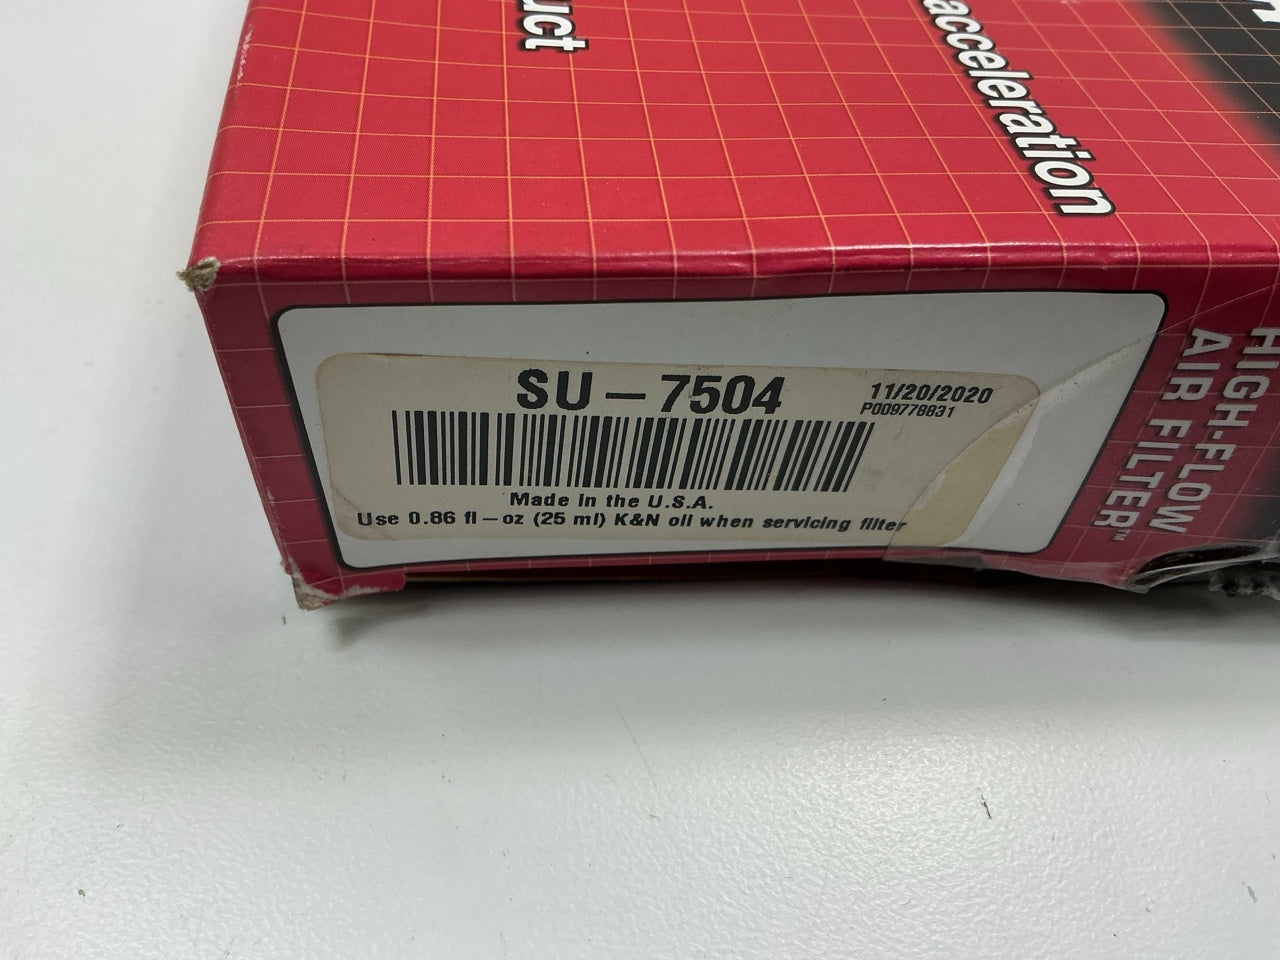 uct
acceleration
SU-7504
11/20/2020
P009778831
Made in the U.S.A.
Use 0.86 fl-oz (25 ml) K&N oil when servicing filter
HIGH-FLOW
AIR FILTER™